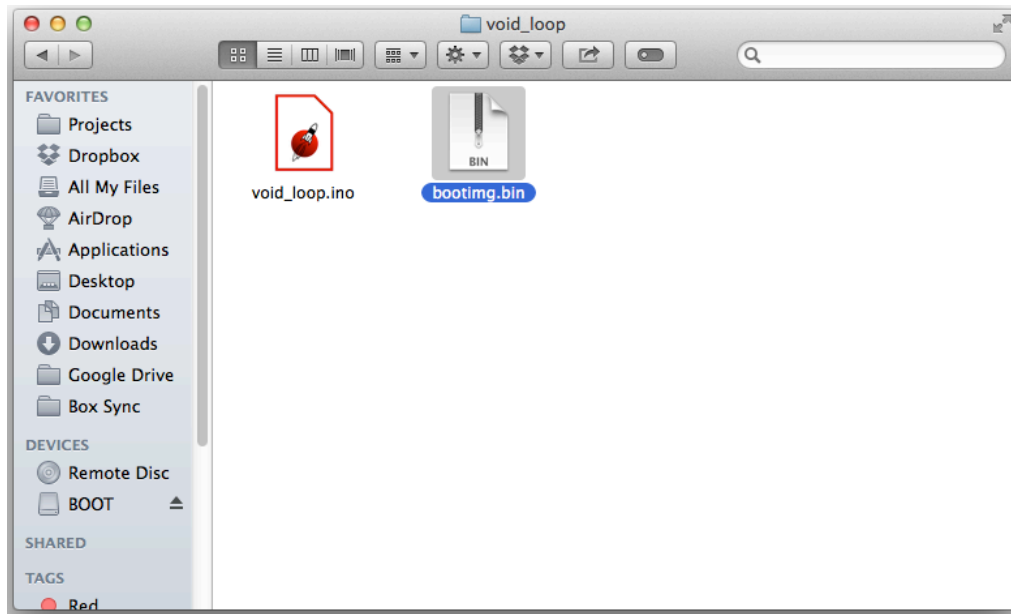 void_loop
FAVORITES
Projects
Dropbox
All My Files
AirDrop
Applications
Desktop
Documents
Downloads
Google Drive
Box Sync
DEVICES
Remote Disc
BOOT
SHARED
TAGS
Red
BIN
void_loop.ino
bootimg.bin